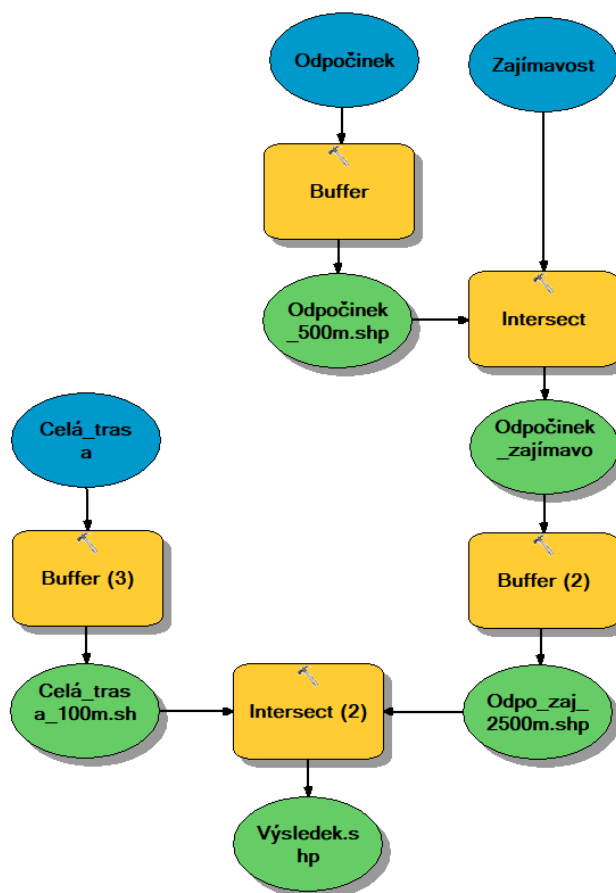 Odpočinek
Zajímavost
Buffer
Odpočinek
_500m.shp
Intersect
Celá_tras
a
Odpočinek
_zajímavo
Buffer (3)
Buffer (2)
Celá_tras
a_100m.sh
Intersect (2)
Odpo_zaj_
2500m.shp
Výsledek.s
hp